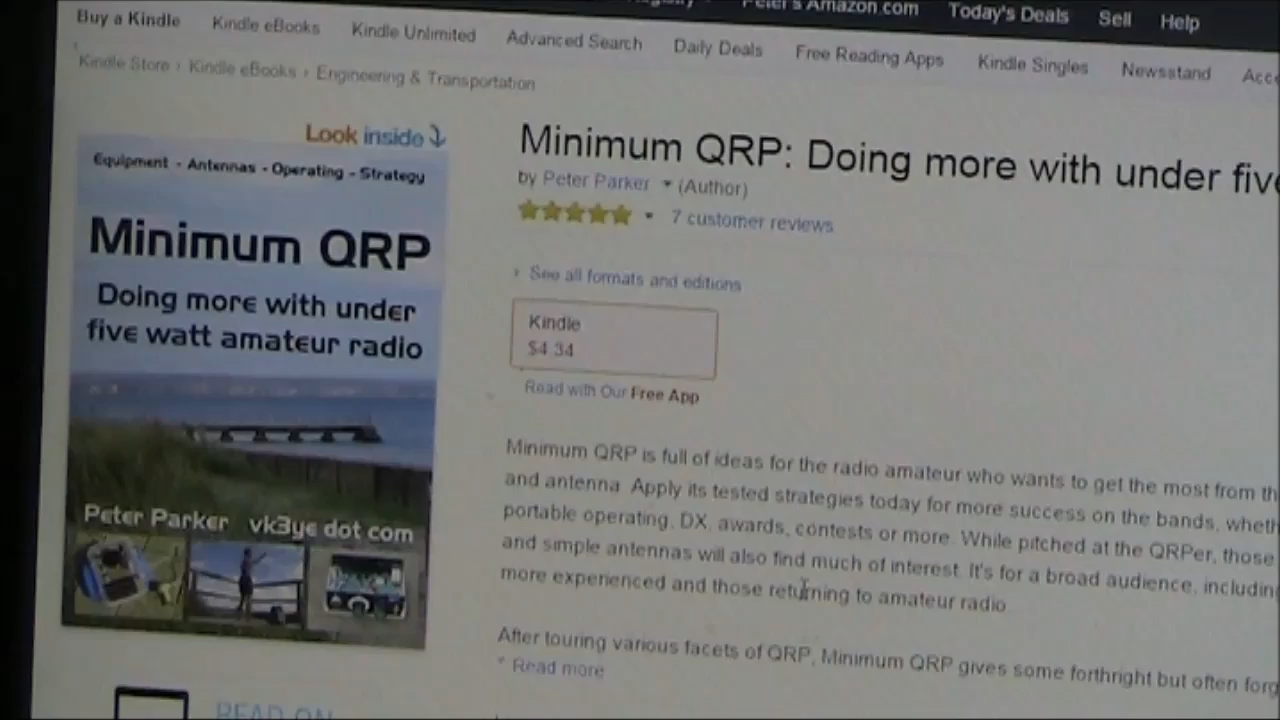 Peter's Amazon.com Today's Deals Sell Help
Buy a Kindle Kindle eBooks Kindle Unlimited Advanced Search Daily Deals Free Reading Apps Kindle Singles Newsstand
Kindle Store › Kindle eBooks › Engineering & Transportation
Look inside
Equipment - Antennas - Operating - Strategy
Minimum QRP
Doing more with under
five watt amateur radio
Peter Parker vk3ye dot com
Minimum QRP: Doing more with under five
by Peter Parker (Author)
7 customer reviews
› See all formats and editions
Kindle
$4.34
Read with Our Free App
Minimum QRP is full of ideas for the radio amateur who wants to get the most from
and antenna. Apply its tested strategies today for more success on the bands,
portable operating, DX, awards, contests or more. While pitched at the QRPer, those
and simple antennas will also find much of interest. It's for a broad audience, including
more experienced and those returning to amateur radio.
After touring various facets of QRP, Minimum QRP gives some forthright but often
Read more
READ ON